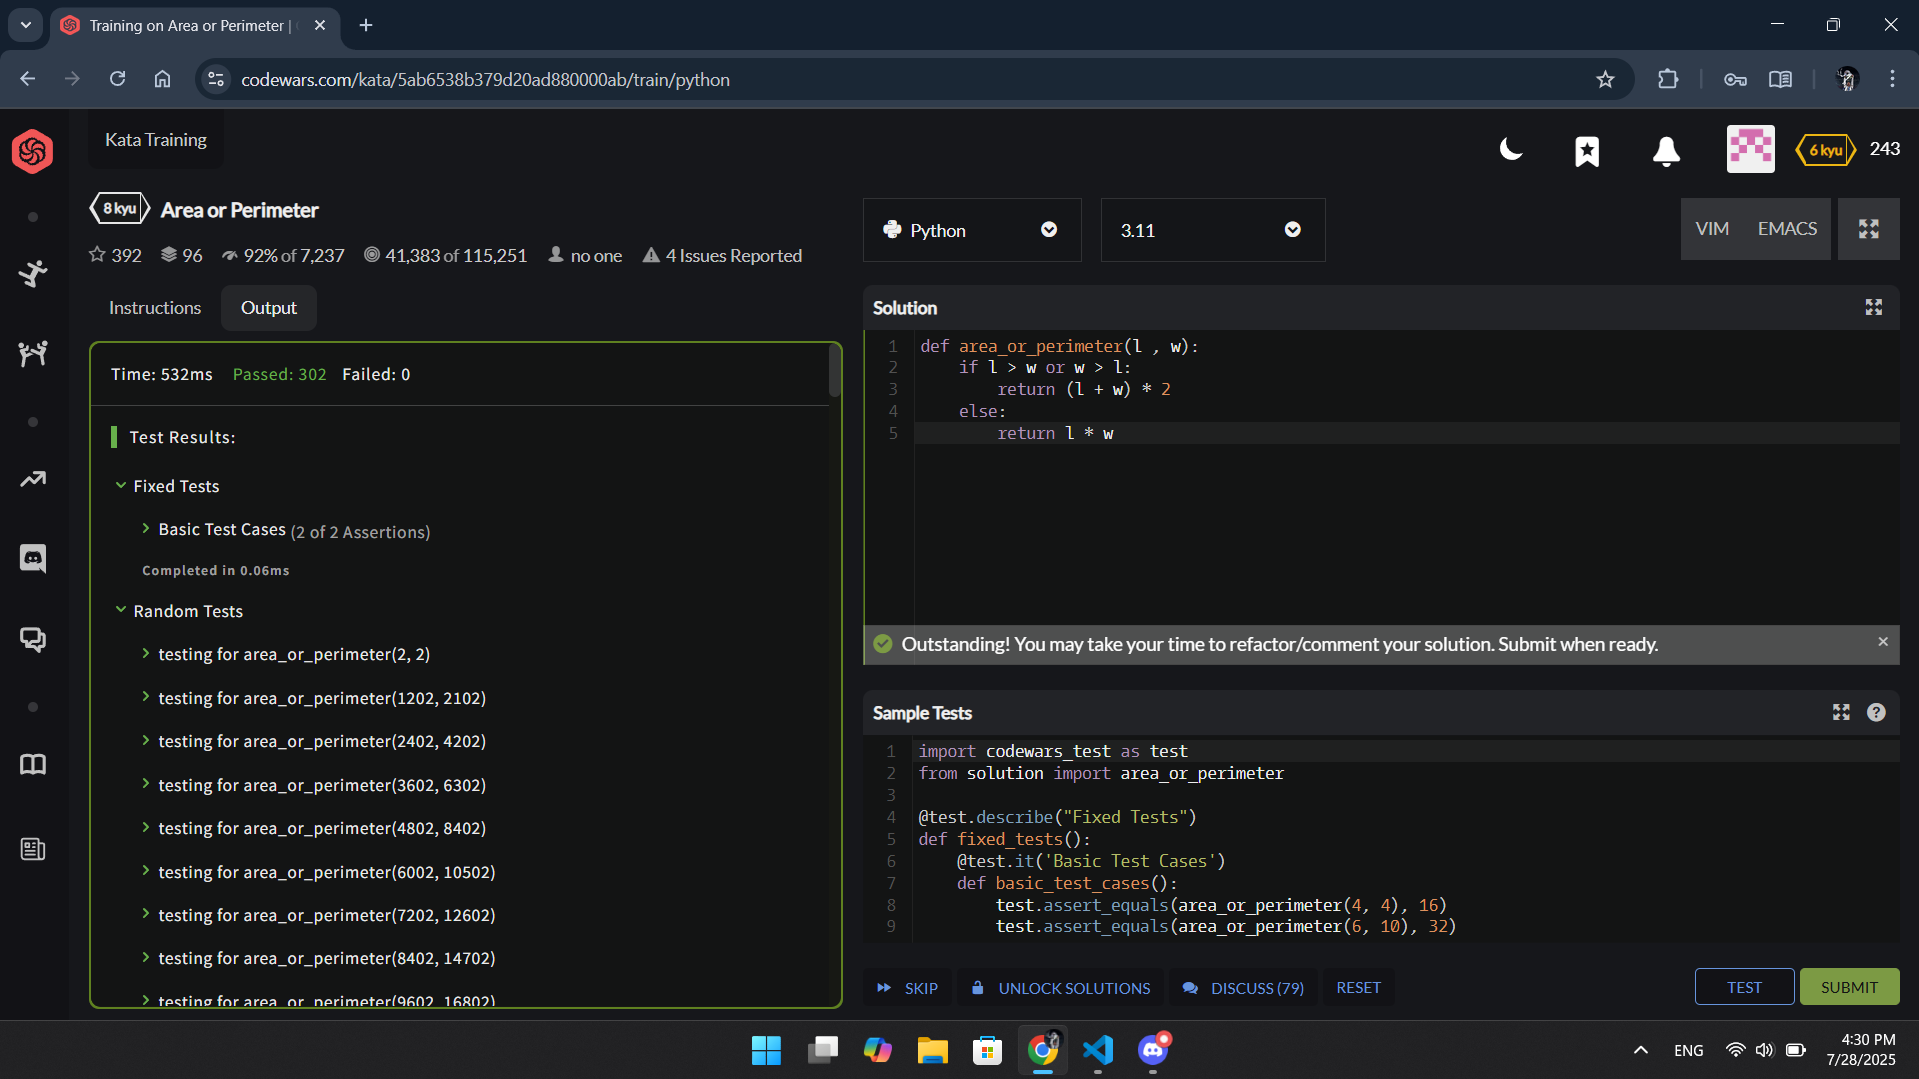 Training on Area or Perimeter |
codewars.com/kata/5ab6538b379d20ad880000ab/train/python
Kata Training
6 kyu
243
8 kyu
Area or Perimeter
392
96
92% of 7,237
41,383 of 115,251
no one
4 Issues Reported
Python
3.11
VIM
EMACS
Instructions
Output
Time: 532ms Passed: 302 Failed: 0
Test Results:
Fixed Tests
Basic Test Cases (2 of 2 Assertions)
Completed in 0.06ms
Random Tests
testing for area_or_perimeter(2, 2)
testing for area_or_perimeter(1202, 2102)
testing for area_or_perimeter(2402, 4202)
testing for area_or_perimeter(3602, 6302)
testing for area_or_perimeter(4802, 8402)
testing for area_or_perimeter(6002, 10502)
testing for area_or_perimeter(7202, 12602)
testing for area_or_perimeter(8402, 14702)
testing for area_or_perimeter(9602, 16802)
Solution
1 def area_or_perimeter(l , w):
2     if l > w or w > l:
3         return (l + w) * 2
4     else:
5         return l * w
Outstanding! You may take your time to refactor/comment your solution. Submit when ready.
Sample Tests
1 import codewars_test as test
2 from solution import area_or_perimeter
3
4 @test.describe("Fixed Tests")
5 def fixed_tests():
6     @test.it('Basic Test Cases')
7     def basic_test_cases():
8         test.assert_equals(area_or_perimeter(4, 4), 16)
9         test.assert_equals(area_or_perimeter(6, 10), 32)
SKIP
UNLOCK SOLUTIONS
DISCUSS (79)
RESET
TEST
SUBMIT
ENG
4:30 PM
7/28/2025